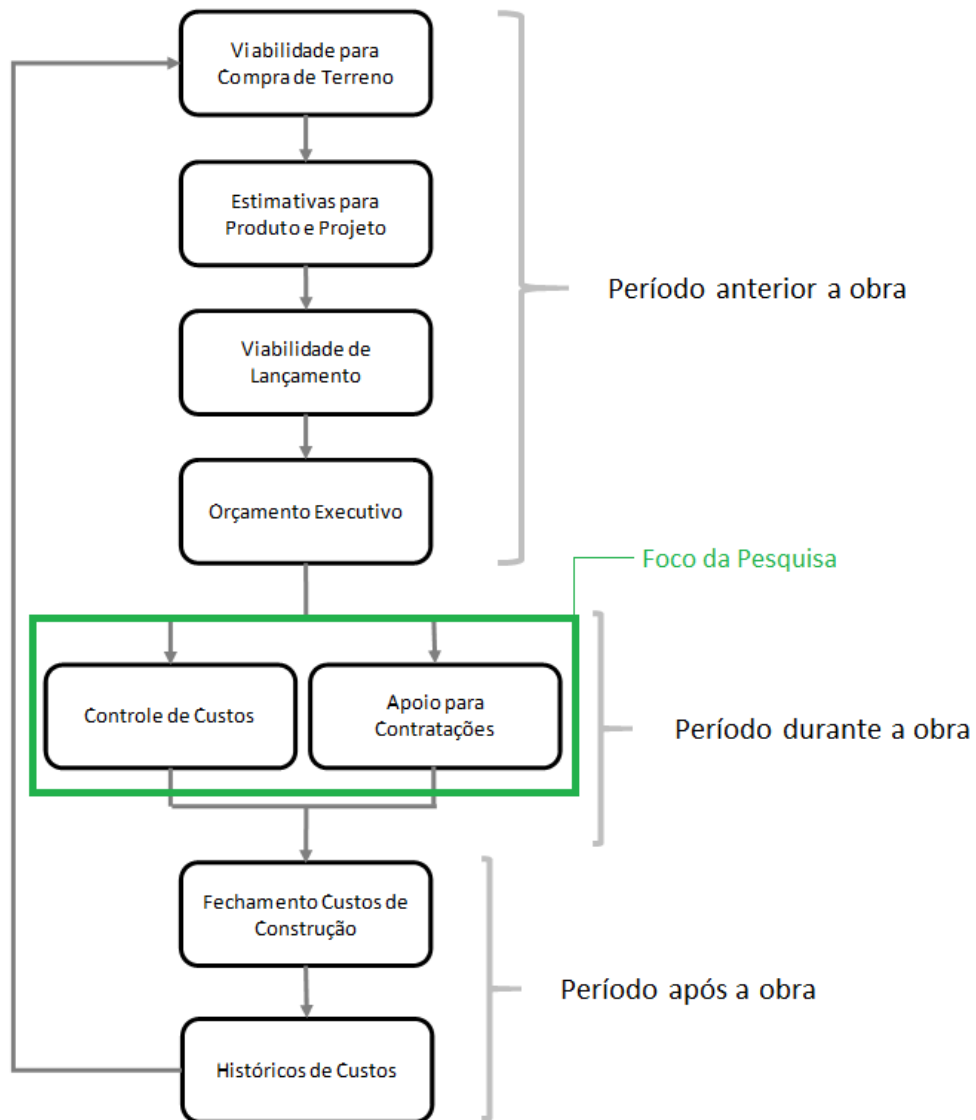 Viabilidade para
Compra de Terreno
Estimativas para
Produto e Projeto
Período anterior a obra
Viabilidade de
Lançamento
Orçamento Executivo
Foco da Pesquisa
Controle de Custos
Apoio para
Contratações
Período durante a obra
Fechamento Custos de
Construção
Período após a obra
Históricos de Custos